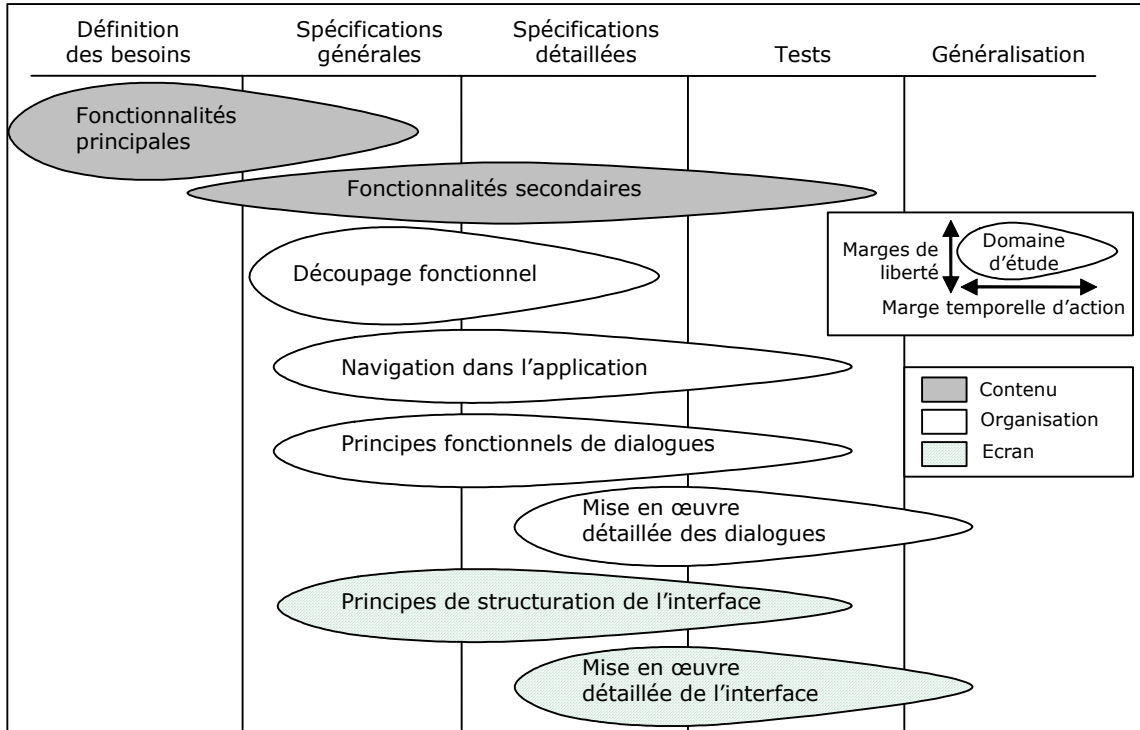 Définition
des besoins
Spécifications
générales
Spécifications
détaillées
Tests
Généralisation
Fonctionnalités
principales
Fonctionnalités secondaires
Découpage fonctionnel
Marges de
liberté
Domaine
d'étude
Marge temporelle d'action
Navigation dans l'application
Contenu
Organisation
Ecran
Principes fonctionnels de dialogues
Mise en œuvre
détaillée des dialogues
Principes de structuration de l'interface
Mise en œuvre
détaillée de l'interface